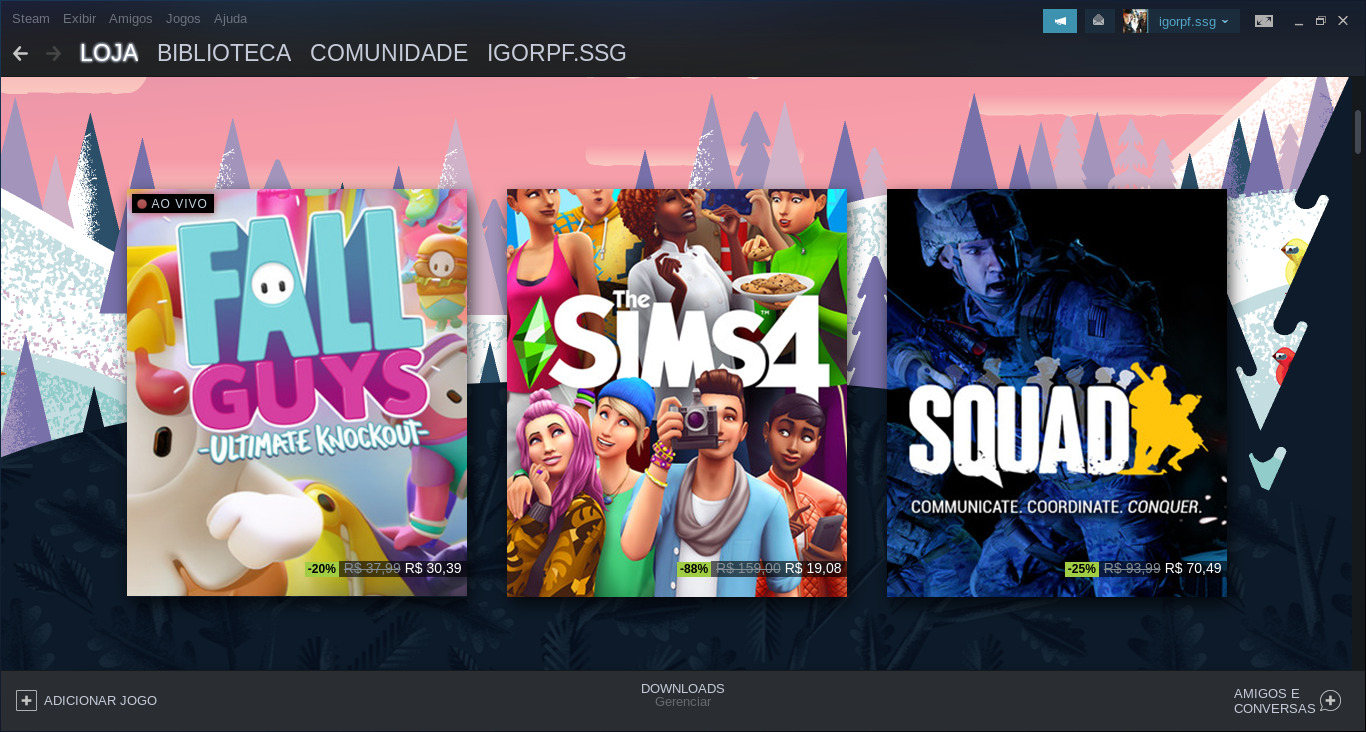 Steam Exibir Amigos Jogos Ajuda
igorpf.ssg
LOJA BIBLIOTECA COMUNIDADE IGORPF.SSG
AO VIVO
FALL
GUYS
-ULTIMATE KNOCKOUT-
-20% R$ 37,99 R$ 30,39
The
SIMS4™
-88% R$ 159,00 R$ 19,08
SQUAD
COMMUNICATE. COORDINATE. CONQUER.
-25% R$ 93,99 R$ 70,49
ADICIONAR JOGO
DOWNLOADS
Gerenciar
AMIGOS E
CONVERSAS